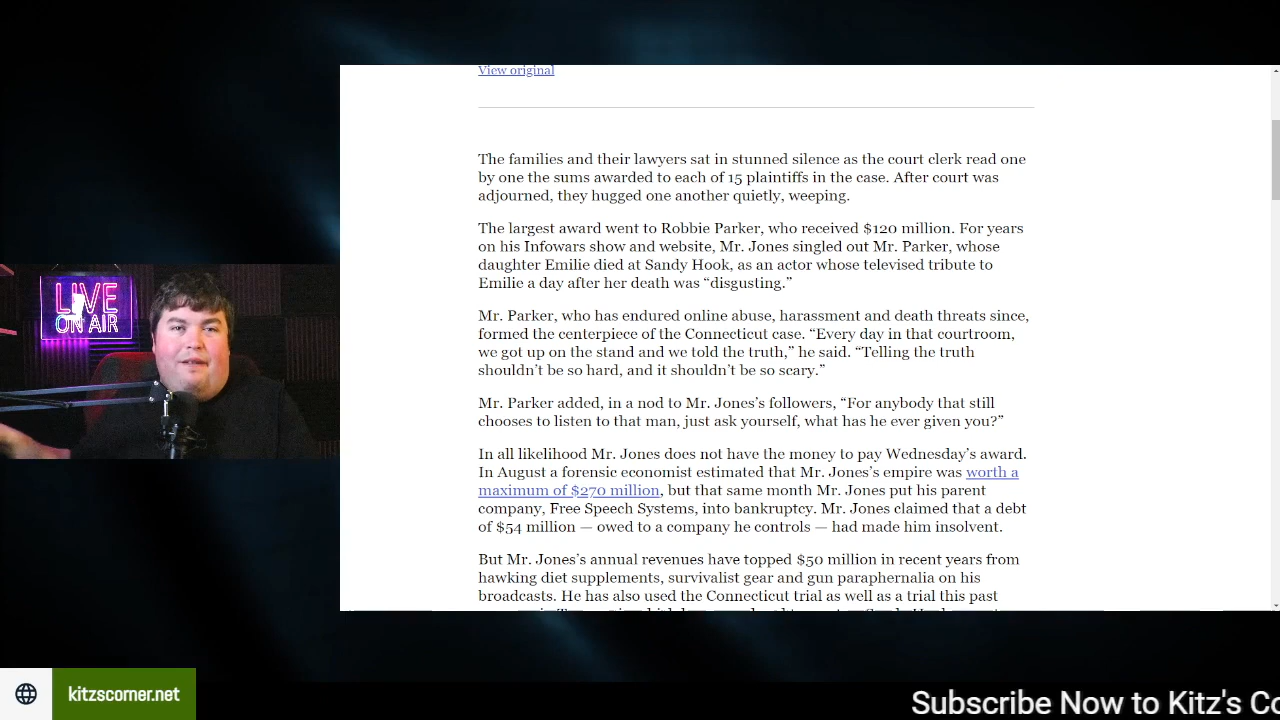 View original
The families and their lawyers sat in stunned silence as the court clerk read one
by one the sums awarded to each of 15 plaintiffs in the case. After court was
adjourned, they hugged one another quietly, weeping.
The largest award went to Robbie Parker, who received $120 million. For years
on his Infowars show and website, Mr. Jones singled out Mr. Parker, whose
daughter Emilie died at Sandy Hook, as an actor whose televised tribute to
Emilie a day after her death was “disgusting.”
Mr. Parker, who has endured online abuse, harassment and death threats since,
formed the centerpiece of the Connecticut case. “Every day in that courtroom,
we got up on the stand and we told the truth,” he said. “Telling the truth
shouldn’t be so hard, and it shouldn’t be so scary.”
Mr. Parker added, in a nod to Mr. Jones’s followers, “For anybody that still
chooses to listen to that man, just ask yourself, what has he ever given you?”
In all likelihood Mr. Jones does not have the money to pay Wednesday’s award.
In August a forensic economist estimated that Mr. Jones’s empire was worth a
maximum of $270 million, but that same month Mr. Jones put his parent
company, Free Speech Systems, into bankruptcy. Mr. Jones claimed that a debt
of $54 million — owed to a company he controls — had made him insolvent.
But Mr. Jones’s annual revenues have topped $50 million in recent years from
hawking diet supplements, survivalist gear and gun paraphernalia on his
broadcasts. He has also used the Connecticut trial as well as a trial this past
LIVE
ON AIR
kitzscorner.net
Subscribe Now to Kitz's Co